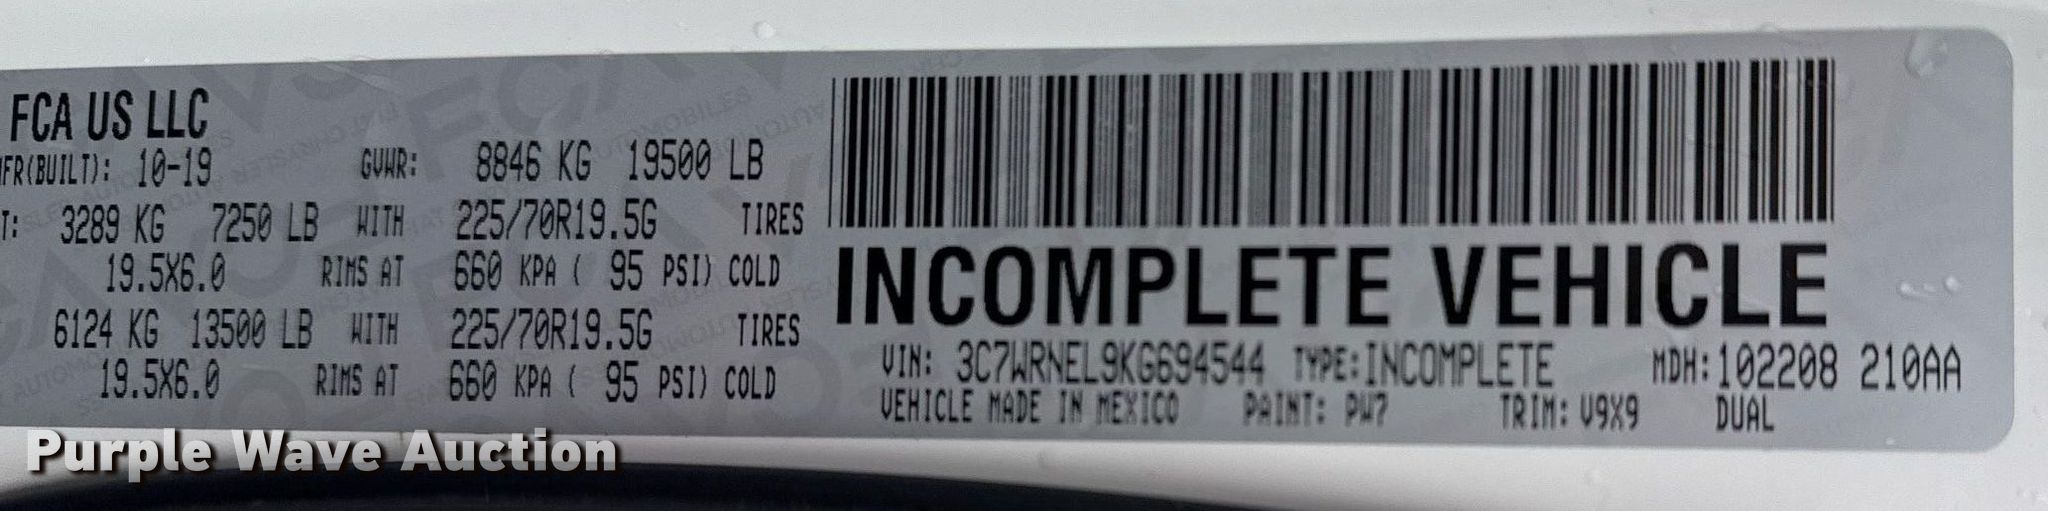 FCA US LLC
MFR(BUILT): 10-19 GVWR: 8846 KG 19500 LB
T: 3289 KG 7250 LB WITH 225/70R19.5G TIRES
19.5X6.0 RIMS AT 660 KPA ( 95 PSI) COLD
6124 KG 13500 LB WITH 225/70R19.5G TIRES
19.5X6.0 RIMS AT 660 KPA ( 95 PSI) COLD
INCOMPLETE VEHICLE
VIN: 3C7WRNEL9KG694544 TYPE:INCOMPLETE MDH:102208 210AA
VEHICLE MADE IN MEXICO PAINT: PW7 TRIM: V9X9 DUAL
Purple Wave Auction